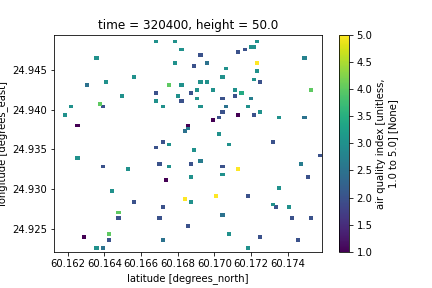 time = 320400, height = 50.0
24.945
24.940
24.935
24.930
24.925
longitude [degrees_east]
60.162 60.164 60.166 60.168 60.170 60.172 60.174
latitude [degrees_north]
5.0
4.5
4.0
3.5
3.0
2.5
2.0
1.5
1.0
air quality index [unitless,
1.0 to 5.0] [None]